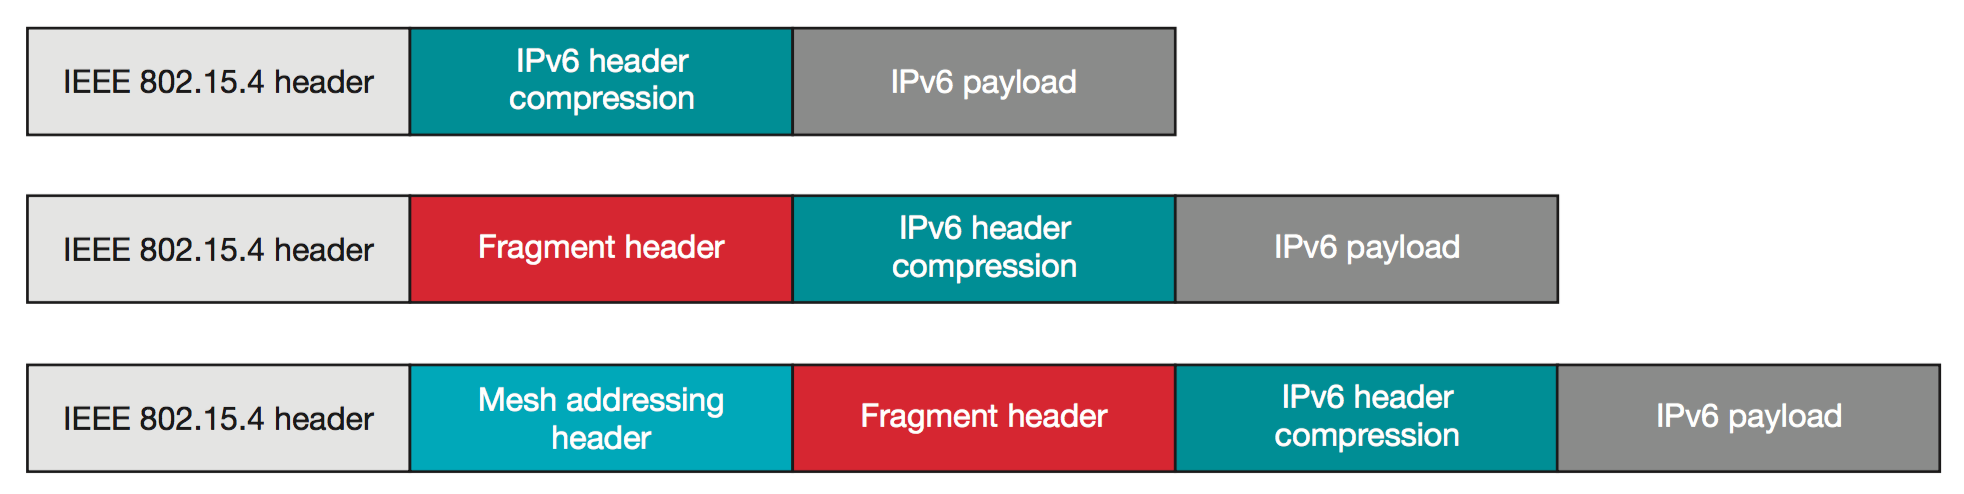 IEEE 802.15.4 header
IPv6 header
compression
IPv6 payload
IEEE 802.15.4 header
Fragment header
IPv6 header
compression
IPv6 payload
IEEE 802.15.4 header
Mesh addressing
header
Fragment header
IPv6 header
compression
IPv6 payload